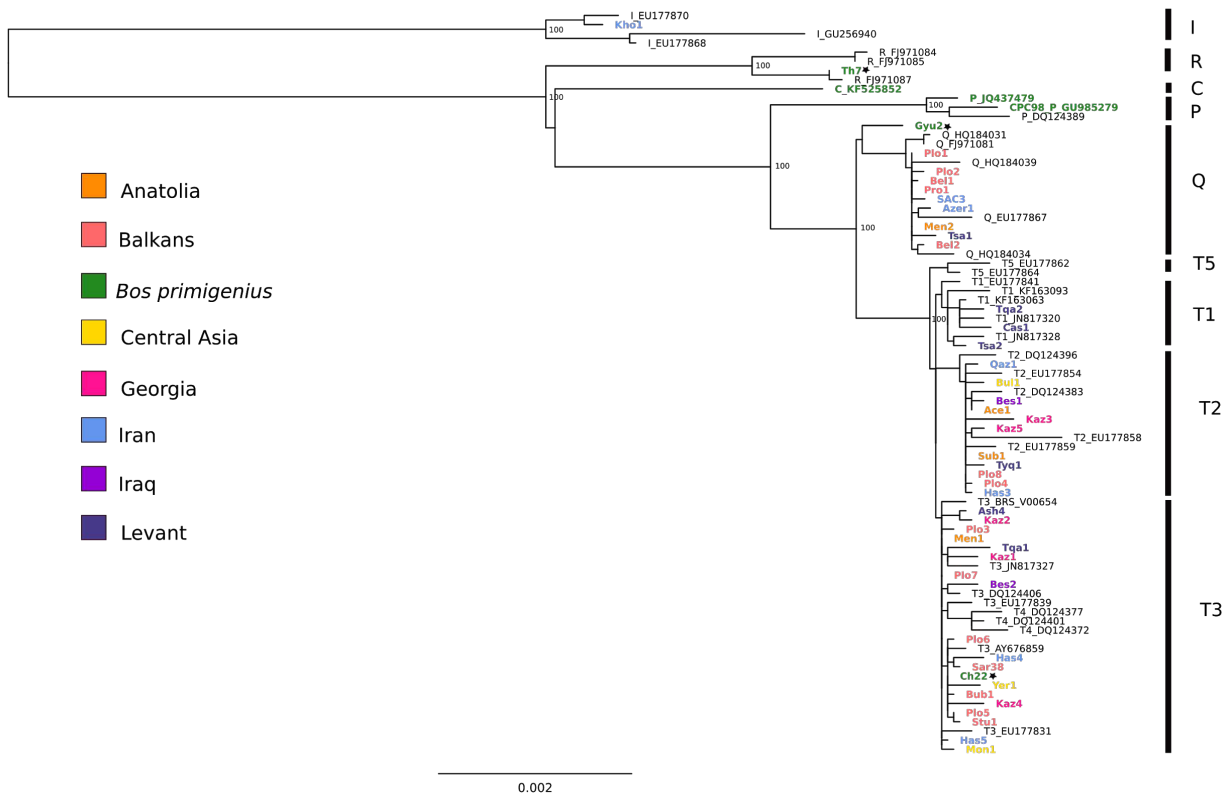 I_EU177870
Kho1
I_GU256940
I_EU177868
100
I
R_FJ971084
R_FJ971085
Th7
R_FJ971087
100
R
100
C_KF525852
C
P_JQ437479
CPC98_P_GU985279
P_DQ124389
100
P
100
Gyu2
Q_HQ184031
Q_FJ971081
Plo1
Q_HQ184039
Plo2
Bel1
Pro1
SAC3
Azer1
Q_EU177867
Men2
Tsa1
Bel2
Q_HQ184034
100
Q
T5_EU177862
T5_EU177864
T5
T1_EU177841
T1_KF163093
T1_KF163063
Tqa2
T1_JN817320
Cas1
T1_JN817328
Tsa2
100
T1
T2_DQ124396
Qaz1
T2_EU177854
Bul1
T2_DQ124383
Bes1
Ace1
Kaz3
Kaz5
T2_EU177858
T2_EU177859
Sub1
Tyq1
Plo8
Plo4
Has3
T2
T3_BRS_V00654
Ash4
Kaz2
Plo3
Men1
Tqa1
Kaz1
T3_JN817327
Plo7
Bes2
T3_DQ124406
T3_EU177839
T4_DQ124377
T4_DQ124401
T4_DQ124372
Plo6
T3_AY676859
Has4
Sar38
Ch22
Yar1
Bub1
Kaz4
Plo5
Stu1
T3_EU177831
Has5
Mon1
T3
Anatolia
Balkans
Bos primigenius
Central Asia
Georgia
Iran
Iraq
Levant
0.002